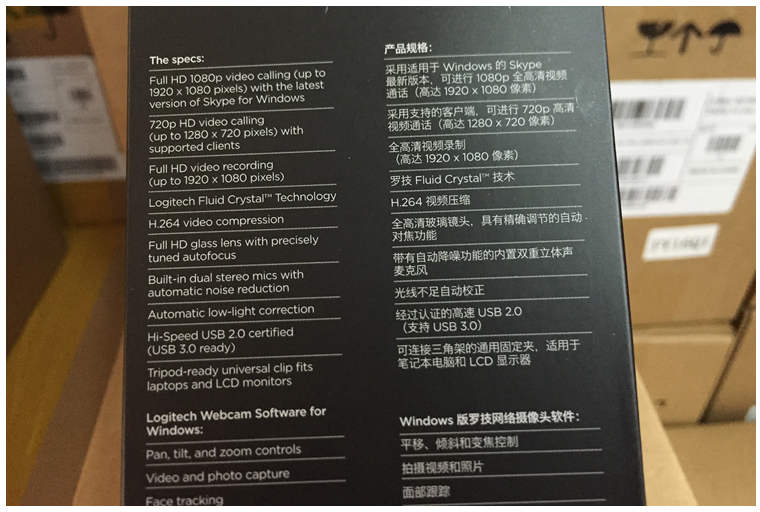 The specs:
Full HD 1080p video calling (up to
1920 x 1080 pixels) with the latest
version of Skype for Windows
720p HD video calling
(up to 1280 x 720 pixels) with
supported clients
Full HD video recording
(up to 1920 x 1080 pixels)
Logitech Fluid Crystal™ Technology
H.264 video compression
Full HD glass lens with precisely
tuned autofocus
Built-in dual stereo mics with
automatic noise reduction
Automatic low-light correction
Hi-Speed USB 2.0 certified
(USB 3.0 ready)
Tripod-ready universal clip fits
laptops and LCD monitors
Logitech Webcam Software for
Windows:
Pan, tilt, and zoom controls
Video and photo capture
Face tracking
产品规格：
采用适用于 Windows 的 Skype
最新版本，可进行 1080p 全高清视频
通话（高达 1920 x 1080 像素）
采用支持的客户端，可进行 720p 高清
视频通话（高达 1280 x 720 像素）
全高清视频录制
（高达 1920 x 1080 像素）
罗技 Fluid Crystal™ 技术
H.264 视频压缩
全高清玻璃镜头，具有精确调节的自动
对焦功能
带有自动降噪功能的内置双重立体声
麦克风
光线不足自动校正
经过认证的高速 USB 2.0
（支持 USB 3.0）
可连接三角架的通用固定夹，适用于
笔记本电脑和 LCD 显示器
Windows 版罗技网络摄像头软件：
平移、倾斜和变焦控制
拍摄视频和照片
面部跟踪